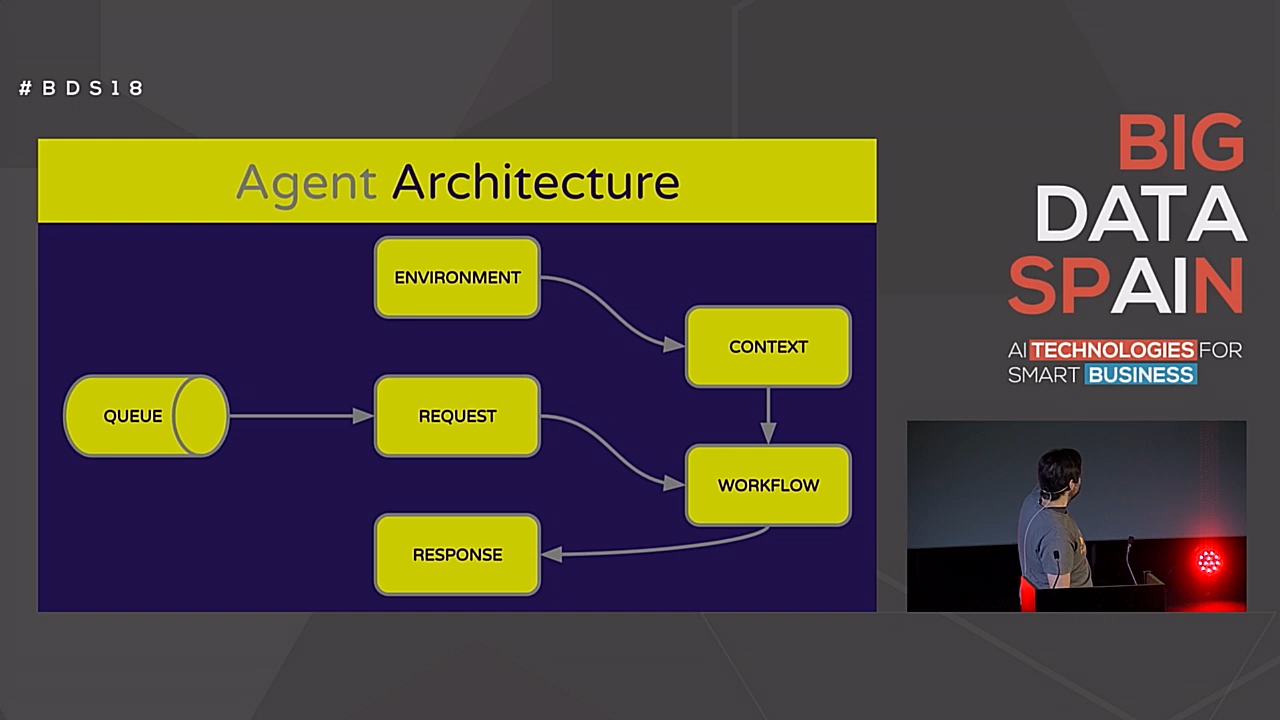 #BDS18
Agent Architecture
ENVIRONMENT
CONTEXT
QUEUE
REQUEST
WORKFLOW
RESPONSE
BIG
DATA
SPAIN
AI TECHNOLOGIES FOR
SMART BUSINESS